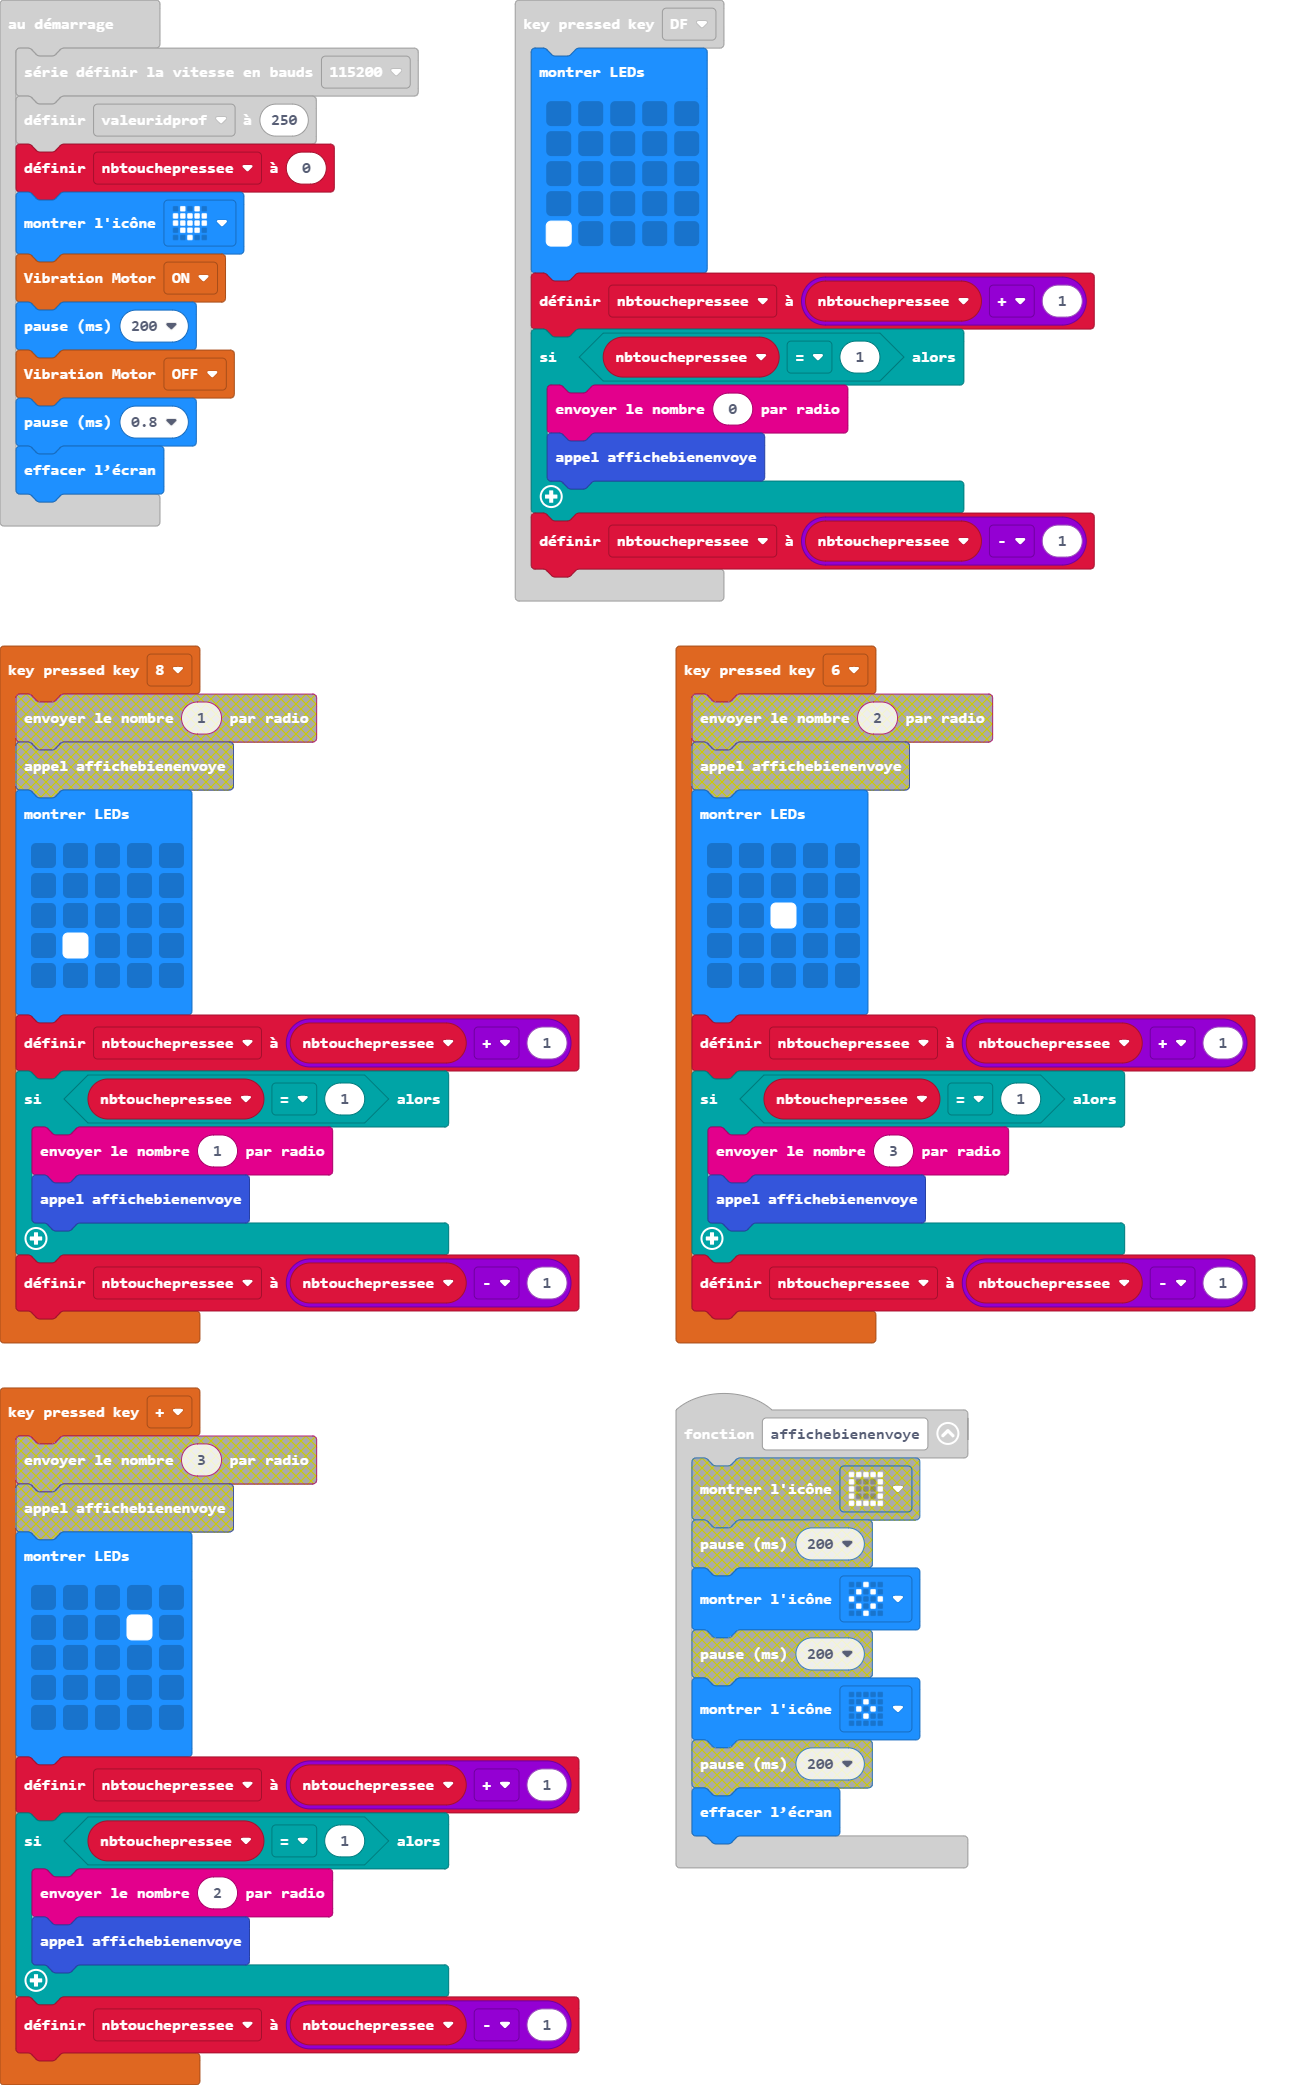 au démarrage
série définir la vitesse en bauds 115200
définir valeuridprof à 250
définir nbtouchepressee à 0
montrer l'icône
Vibration Motor ON
pause (ms) 200
Vibration Motor OFF
pause (ms) 0.8
effacer l’écran
key pressed key DF
montrer LEDs
définir nbtouchepressee à nbtouchepressee + 1
si nbtouchepressee = 1 alors
envoyer le nombre 0 par radio
appel affichebienenvoye
définir nbtouchepressee à nbtouchepressee - 1
key pressed key 8
envoyer le nombre 1 par radio
appel affichebienenvoye
montrer LEDs
définir nbtouchepressee à nbtouchepressee + 1
si nbtouchepressee = 1 alors
envoyer le nombre 1 par radio
appel affichebienenvoye
définir nbtouchepressee à nbtouchepressee - 1
key pressed key 6
envoyer le nombre 2 par radio
appel affichebienenvoye
montrer LEDs
définir nbtouchepressee à nbtouchepressee + 1
si nbtouchepressee = 1 alors
envoyer le nombre 3 par radio
appel affichebienenvoye
définir nbtouchepressee à nbtouchepressee - 1
key pressed key +
envoyer le nombre 3 par radio
appel affichebienenvoye
montrer LEDs
définir nbtouchepressee à nbtouchepressee + 1
si nbtouchepressee = 1 alors
envoyer le nombre 2 par radio
appel affichebienenvoye
définir nbtouchepressee à nbtouchepressee - 1
fonction affichebienenvoye
montrer l'icône
pause (ms) 200
montrer l'icône
pause (ms) 200
montrer l'icône
pause (ms) 200
effacer l’écran